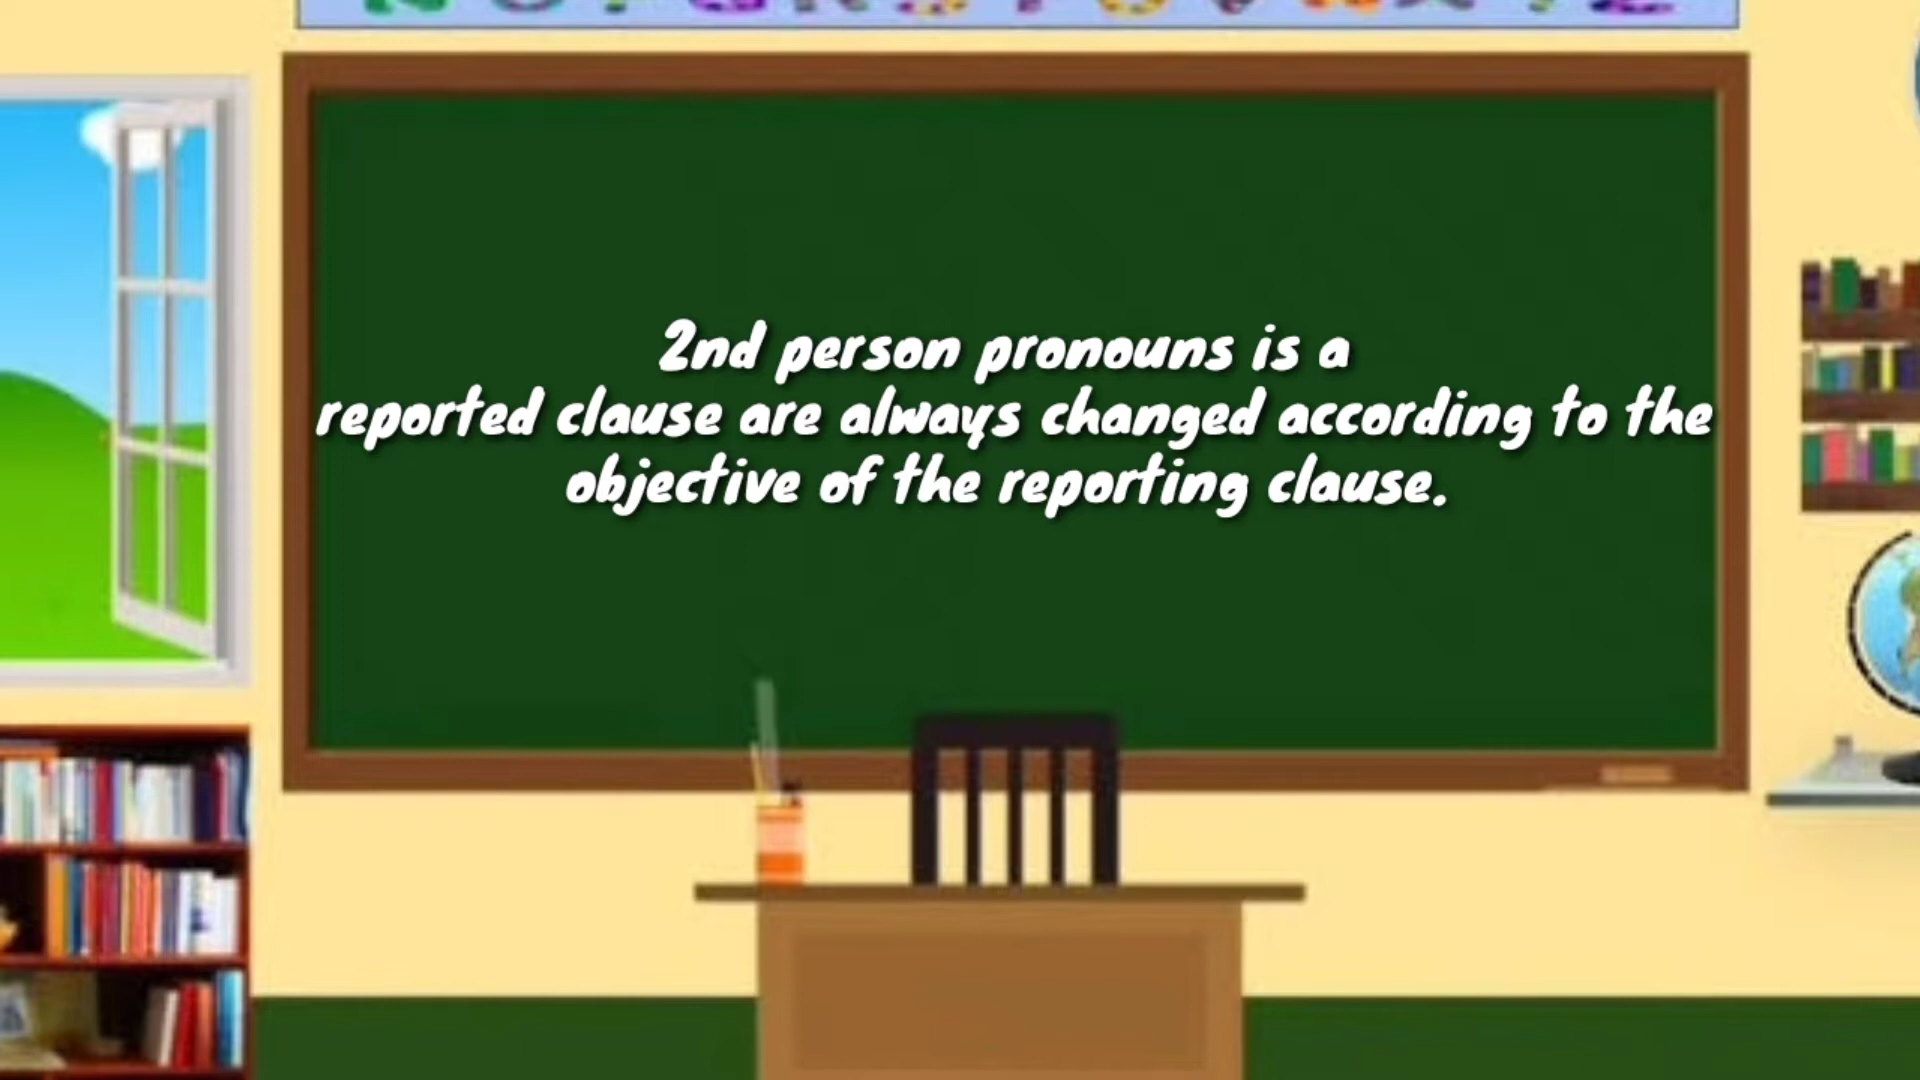 2nd person pronouns is a
reported clause are always changed according to the
objective of the reporting clause.